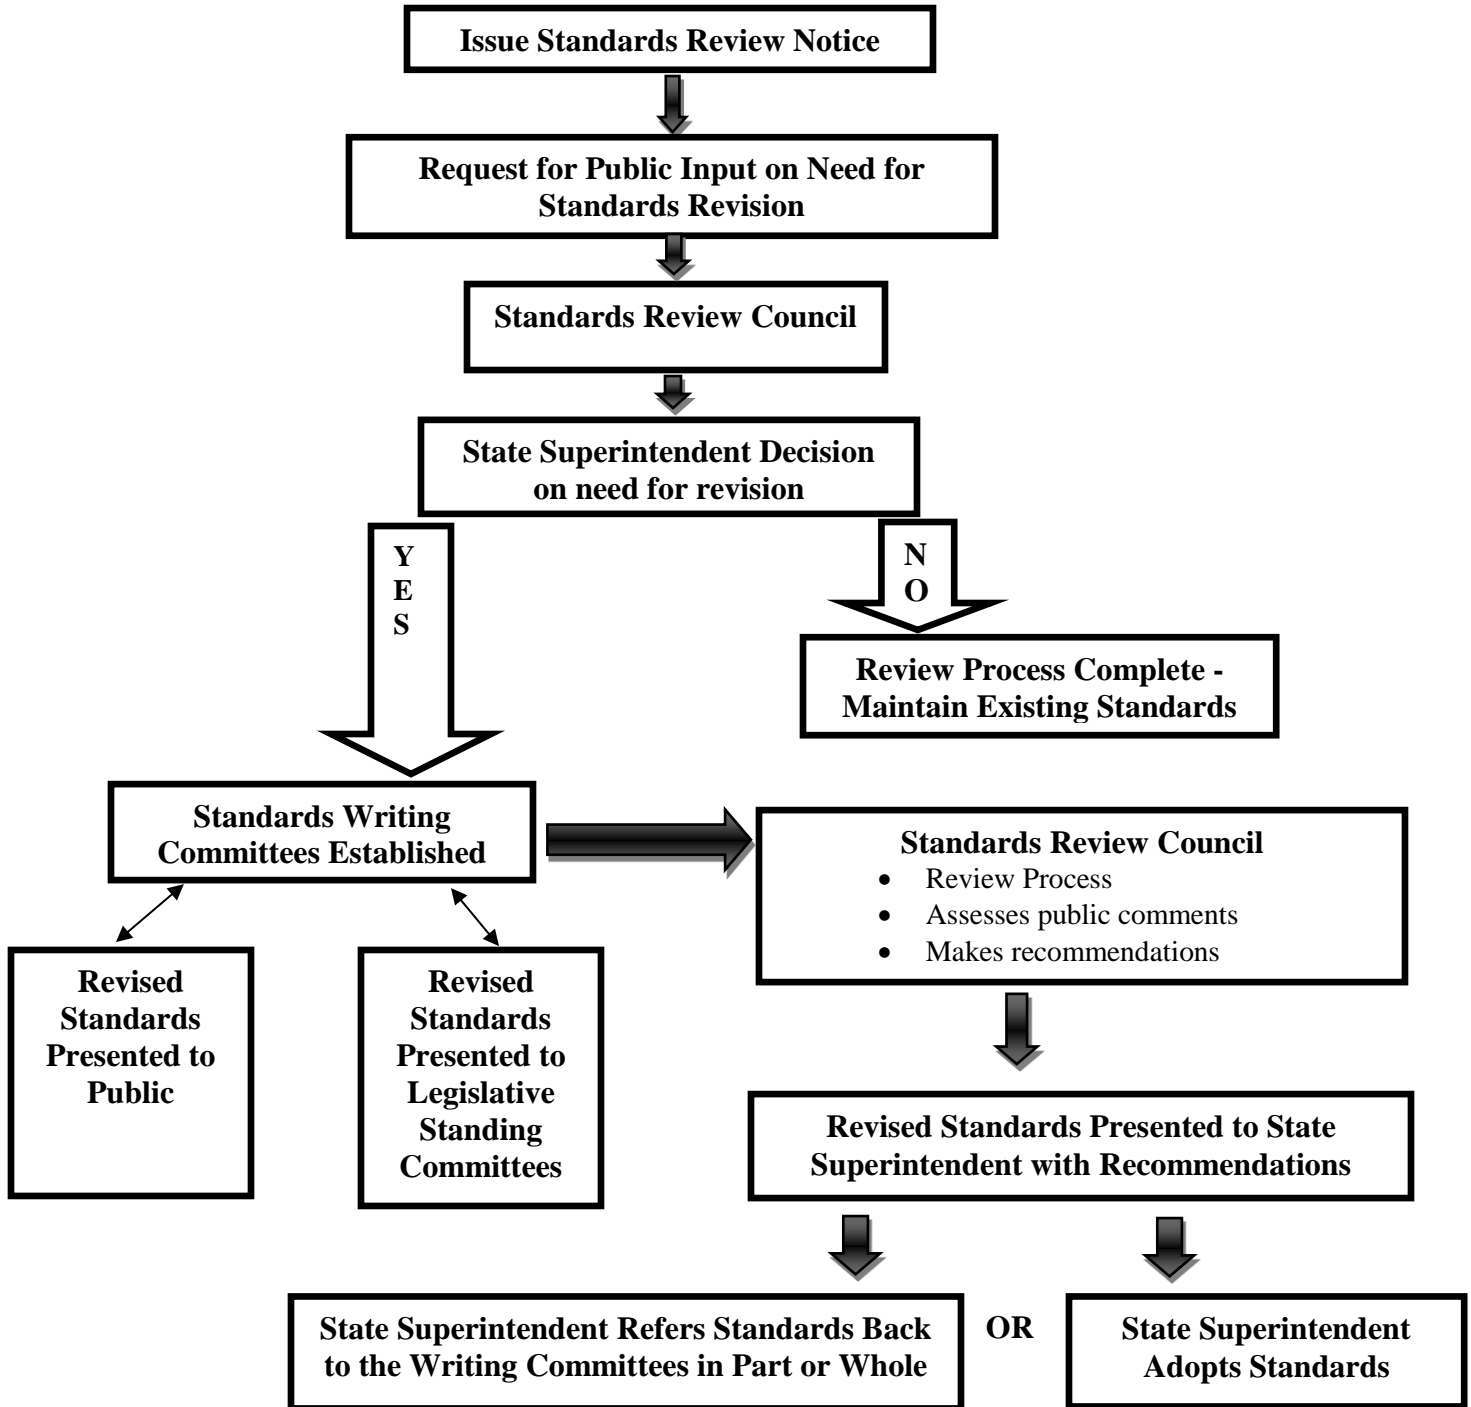 Issue Standards Review Notice
Request for Public Input on Need for
Standards Revision
Standards Review Council
State Superintendent Decision
on need for revision
Y
E
S
N
O
Review Process Complete -
Maintain Existing Standards
Standards Writing
Committees Established
Standards Review Council
• Review Process
• Assesses public comments
• Makes recommendations
Revised
Standards
Presented to
Public
Revised
Standards
Presented to
Legislative
Standing
Committees
Revised Standards Presented to State
Superintendent with Recommendations
State Superintendent Refers Standards Back
to the Writing Committees in Part or Whole
OR
State Superintendent
Adopts Standards